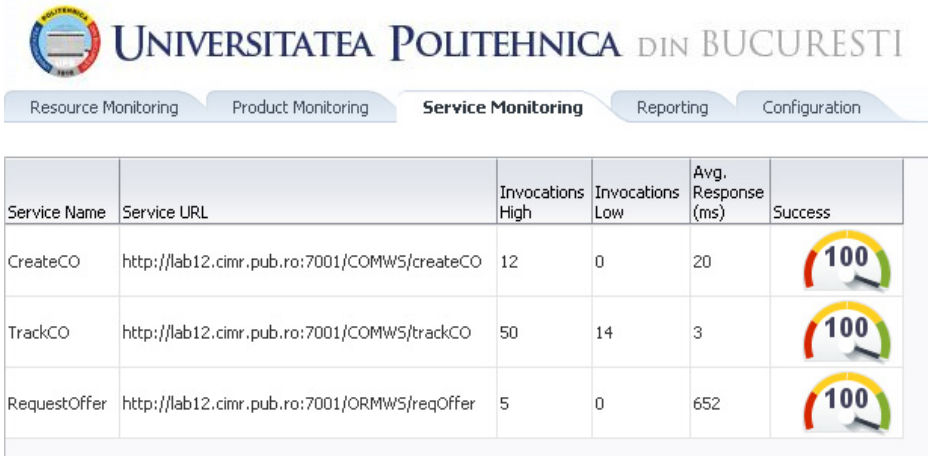 UNIVERSITATEA POLITEHNICA DIN BUCURESTI
Resource Monitoring Product Monitoring Service Monitoring Reporting Configuration
Service Name Service URL Invocations High Invocations Low Avg. Response (ms) Success
CreateCO http://lab12.cimr.pub.ro:7001/COMWS/createCO 12 0 20 100
TrackCO http://lab12.cimr.pub.ro:7001/COMWS/trackCO 50 14 3 100
RequestOffer http://lab12.cimr.pub.ro:7001/ORMWS/reqOffer 5 0 652 100